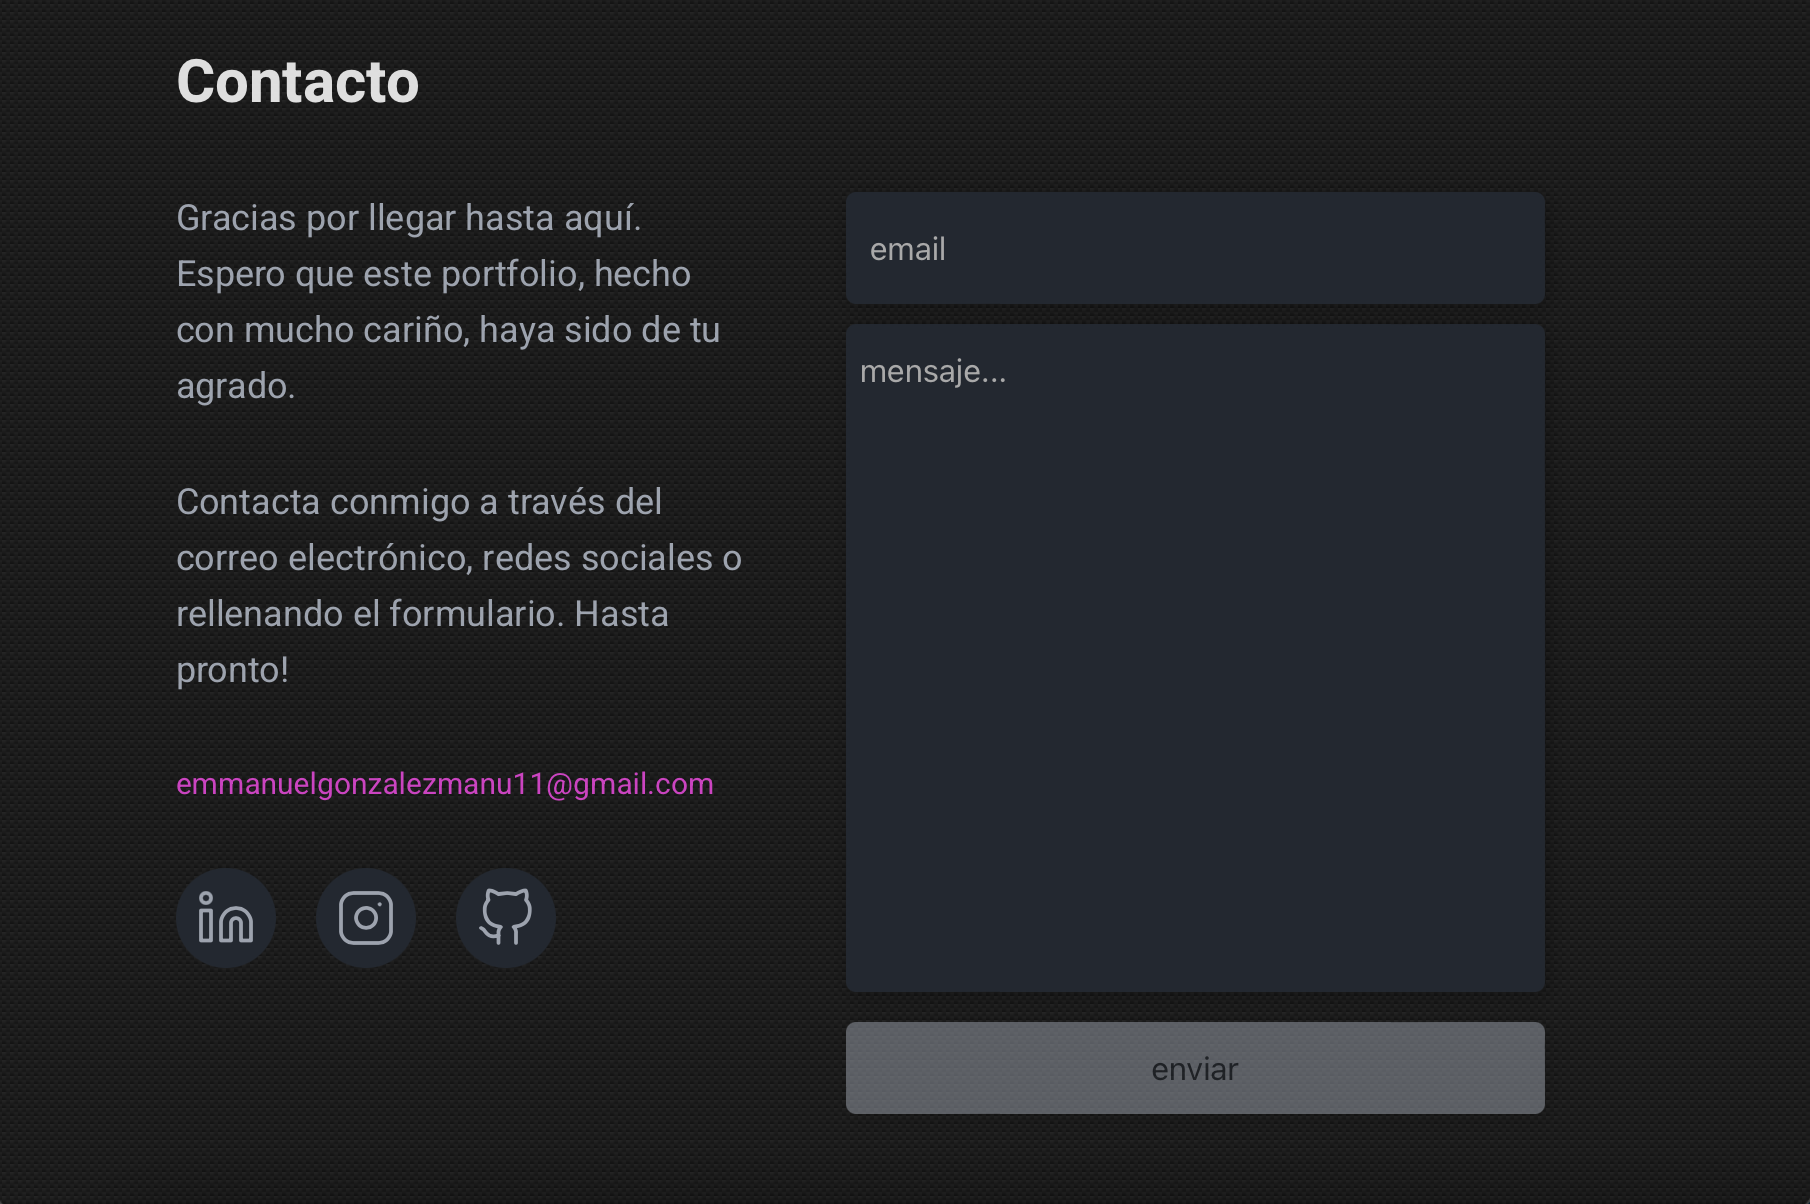 Contacto
Gracias por llegar hasta aquí.
Espero que este portfolio, hecho
con mucho cariño, haya sido de tu
agrado.
Contacta conmigo a través del
correo electrónico, redes sociales o
rellenando el formulario. Hasta
pronto!
emmanuelgonzalezmanu11@gmail.com
email
mensaje...
enviar